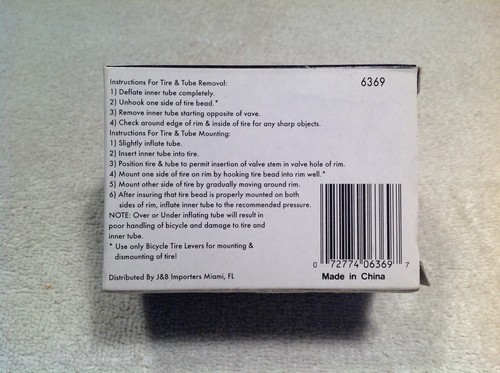 Instructions For Tire & Tube Removal:
6369
1) Deflate inner tube completely.
2) Unhook one side of tire bead.*
3) Remove inner tube starting opposite of vave.
4) Check around edge of rim & inside of tire for any sharp objects.
Instructions For Tire & Tube Mounting:
1) Slightly inflate tube.
2) Insert inner tube into tire.
3) Position tire & tube to permit insertion of valve stem in valve hole of rim.
4) Mount one side of tire on rim by hooking tire bead into rim well.*
5) Mount other side of tire by gradually moving around rim.
6) After insuring that tire bead is properly mounted on both
sides of rim, inflate inner tube to the recommended pressure.
NOTE: Over or Under inflating tube will result in
poor handling of bicycle and damage to tire and
inner tube.
* Use only Bicycle Tire Levers for mounting &
dismounting of tire!
0 72774 06369 7
Made in China
Distributed By J&B Importers Miami, FL